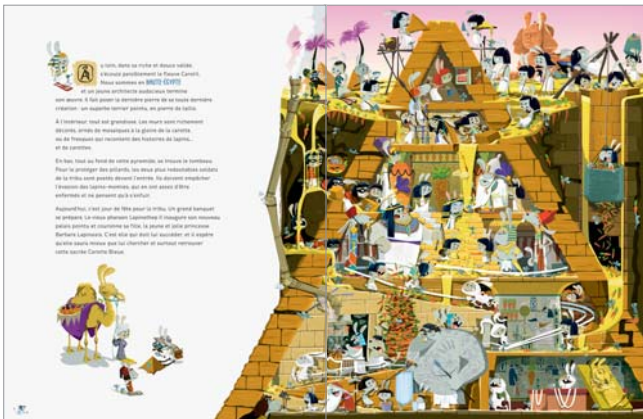 Au loin, dans sa riche et douce vallée,
s'écoule paisiblement le fleuve Carotil.
Nous sommes en HAUTE-ÉGYPTE
et un jeune architecte audacieux termine
son œuvre. Il fait poser la dernière pierre de sa toute dernière
création : un superbe terrier pointu, en pierre de taille.
À l'intérieur, tout est grandiose. Les murs sont richement
décorés, ornés de mosaïques à la gloire de la carotte
ou de fresques qui racontent des histoires de lapins...
et de carottes.
En bas, tout au fond de cette pyramide, se trouve le tombeau.
Pour le protéger des pillards, les deux plus redoutables soldats
de la tribu sont postés devant l'entrée. Ils doivent empêcher
l'évasion des lapins-momies, qui en ont assez d'être
enfermés et ne pensent qu'à s'enfuir.
Aujourd'hui, c'est jour de fête pour la tribu. Un grand banquet
se prépare. Le vieux pharaon Lapinothep II inaugure son nouveau
palais pointu et couronne sa fille, la jeune et jolie princesse
Barbara Lapinovna. C'est elle qui doit lui succéder, et il espère
qu'elle saura mieux que lui chercher et surtout retrouver
cette sacrée Carotte Bleue.